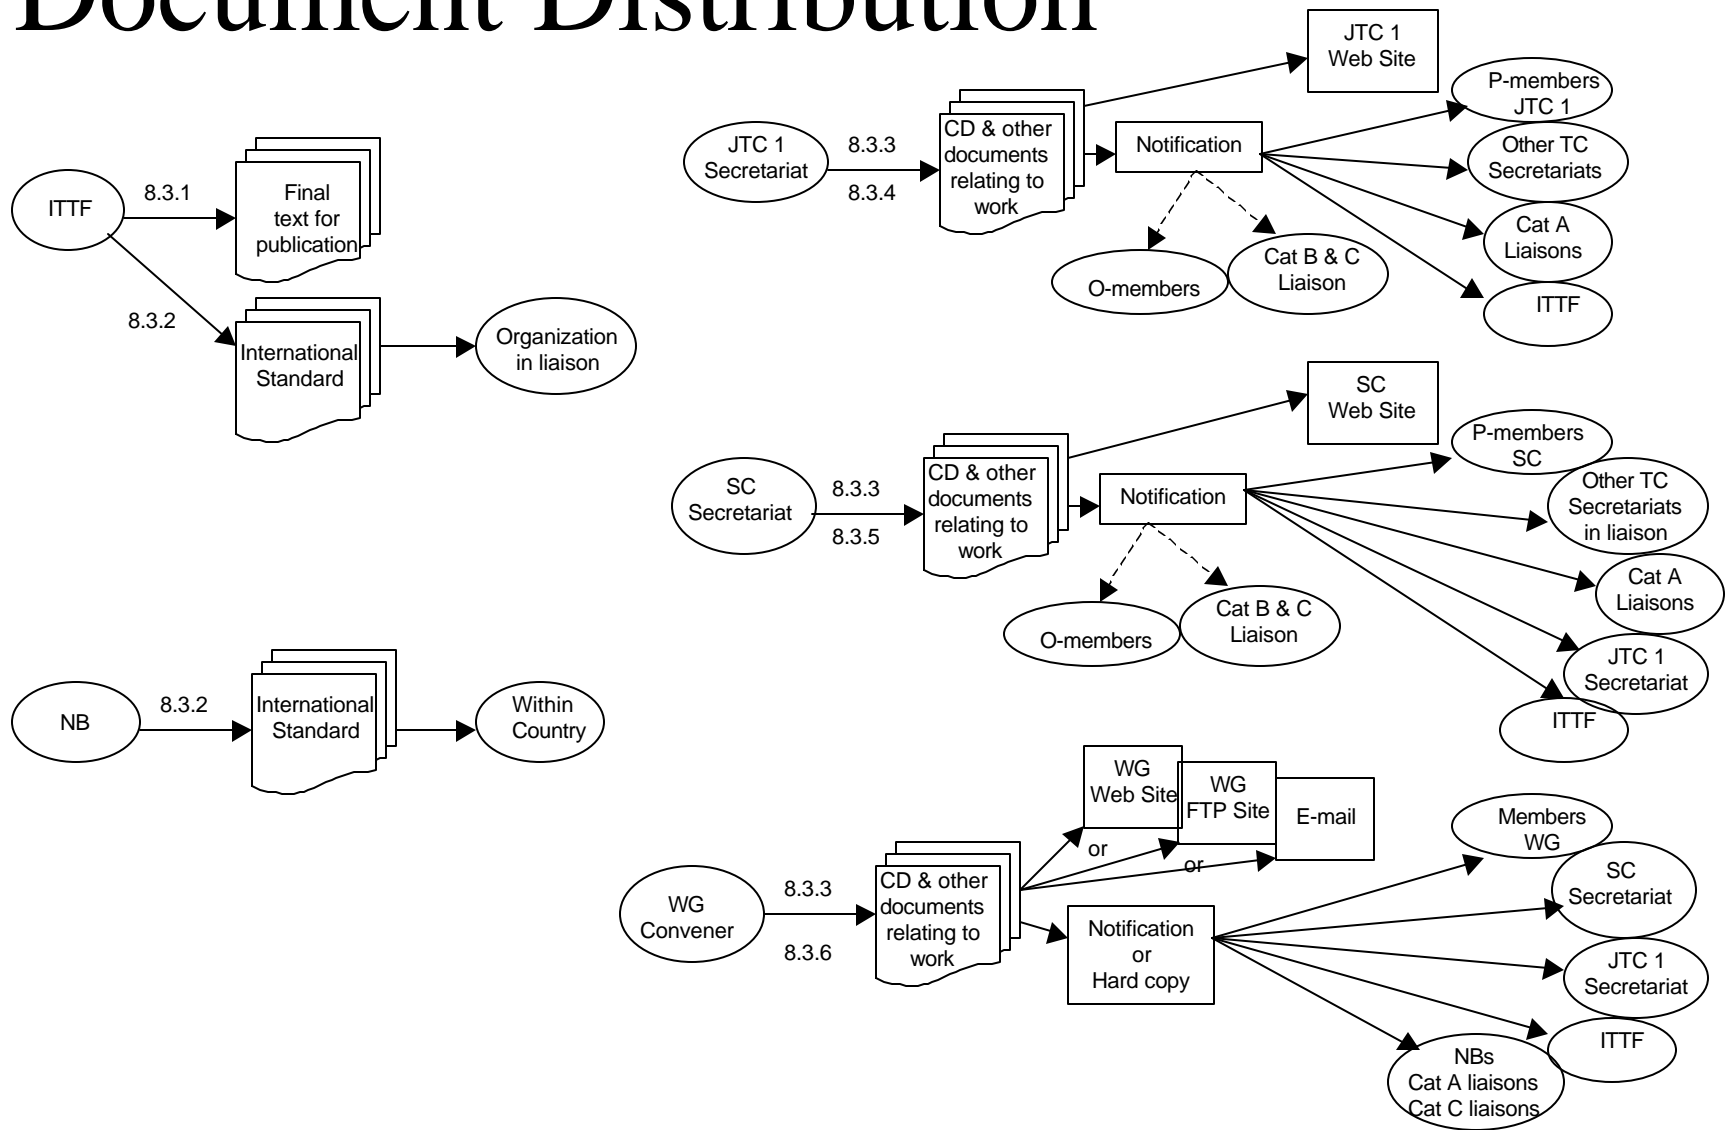 Document Distribution
ITTF
8.3.1
Final
text for
publication
8.3.2
International
Standard
Organization
in liaison
NB
8.3.2
International
Standard
Within
Country
JTC 1
Secretariat
8.3.3
8.3.4
CD & other
documents
relating to
work
JTC 1
Web Site
Notification
O-members
Cat B & C
Liaison
P-members
JTC 1
Other TC
Secretariats
Cat A
Liaisons
ITTF
SC
Secretariat
8.3.3
8.3.5
CD & other
documents
relating to
work
SC
Web Site
Notification
O-members
Cat B & C
Liaison
P-members
SC
Other TC
Secretariats
in liaison
Cat A
Liaisons
JTC 1
Secretariat
ITTF
WG
Convener
8.3.3
8.3.6
CD & other
documents
relating to
work
WG
Web Site
or
WG
FTP Site
or
E-mail
Notification
or
Hard copy
Members
WG
SC
Secretariat
JTC 1
Secretariat
ITTF
NBs
Cat A liaisons
Cat C liaisons